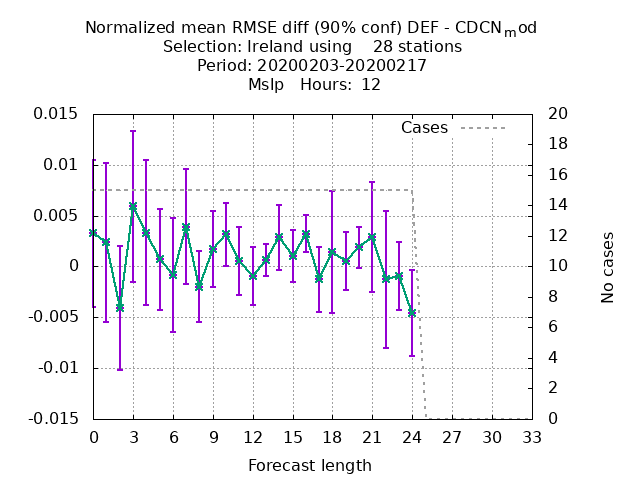 Normalized mean RMSE diff (90% conf) DEF - CDCNmod
Selection: Ireland using    28 stations
Period: 20200203-20200217
Mslp   Hours:  12
0.015
0.01
0.005
0
-0.005
-0.01
-0.015
Cases
20
18
16
14
12
10
8
6
4
2
0
No cases
0 3 6 9 12 15 18 21 24 27 30 33
Forecast length